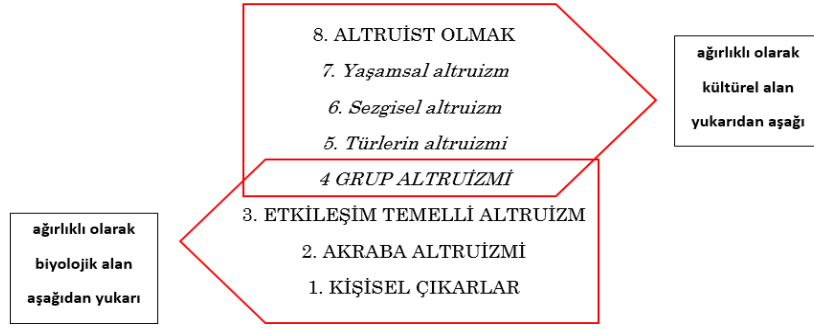 8. ALTRUİST OLMAK
7. Yaşamsal altruizm
6. Sezgisel altruizm
5. Türlerin altruizmi
4 GRUP ALTRUİZMİ
3. ETKİLEŞİM TEMELLİ ALTRUİZM
2. AKRABA ALTRUİZMİ
1. KİŞİSEL ÇIKARLAR
ağırlıklı olarak
kültürel alan
yukarıdan aşağı
ağırlıklı olarak
biyolojik alan
aşağıdan yukarı